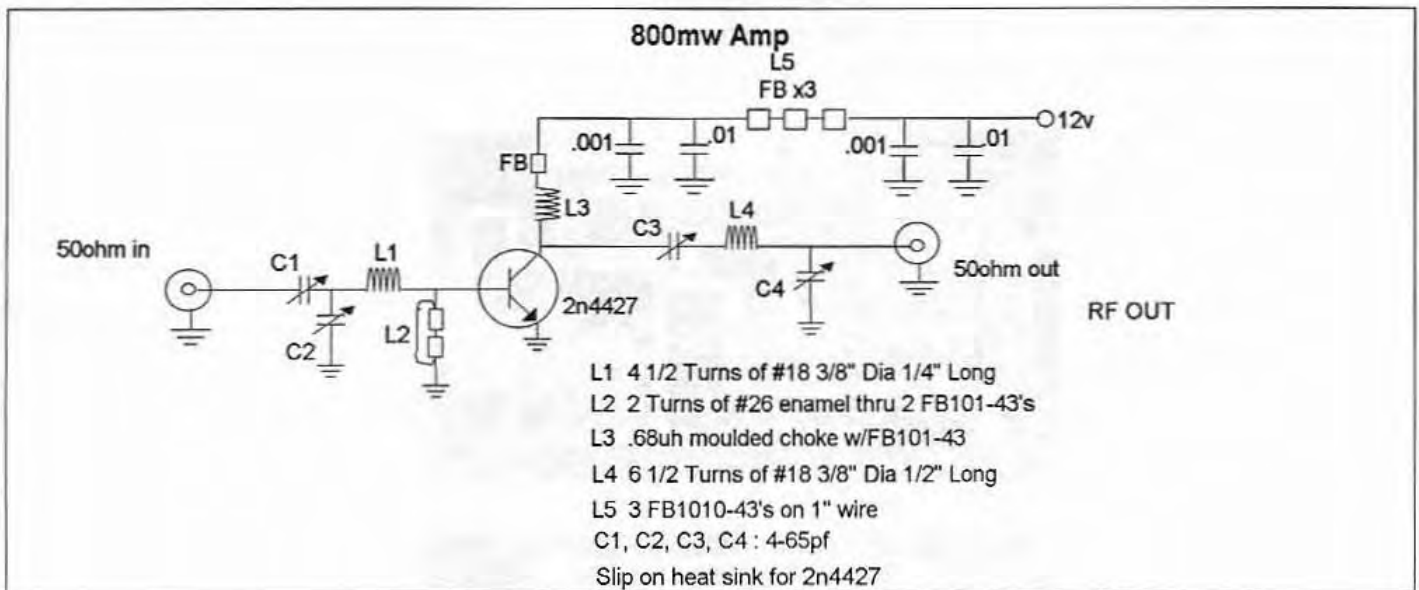 800mw Amp
L5
FB x3
12v
.001
.01
.001
.01
FB
L3
C3
L4
50ohm in
C1
L1
50ohm out
C4
2n4427
RF OUT
L2
C2
L1 4 1/2 Turns of #18 3/8" Dia 1/4" Long
L2 2 Turns of #26 enamel thru 2 FB101-43's
L3 .68uh moulded choke w/FB101-43
L4 6 1/2 Turns of #18 3/8" Dia 1/2" Long
L5 3 FB1010-43's on 1" wire
C1, C2, C3, C4 : 4-65pf
Slip on heat sink for 2n4427